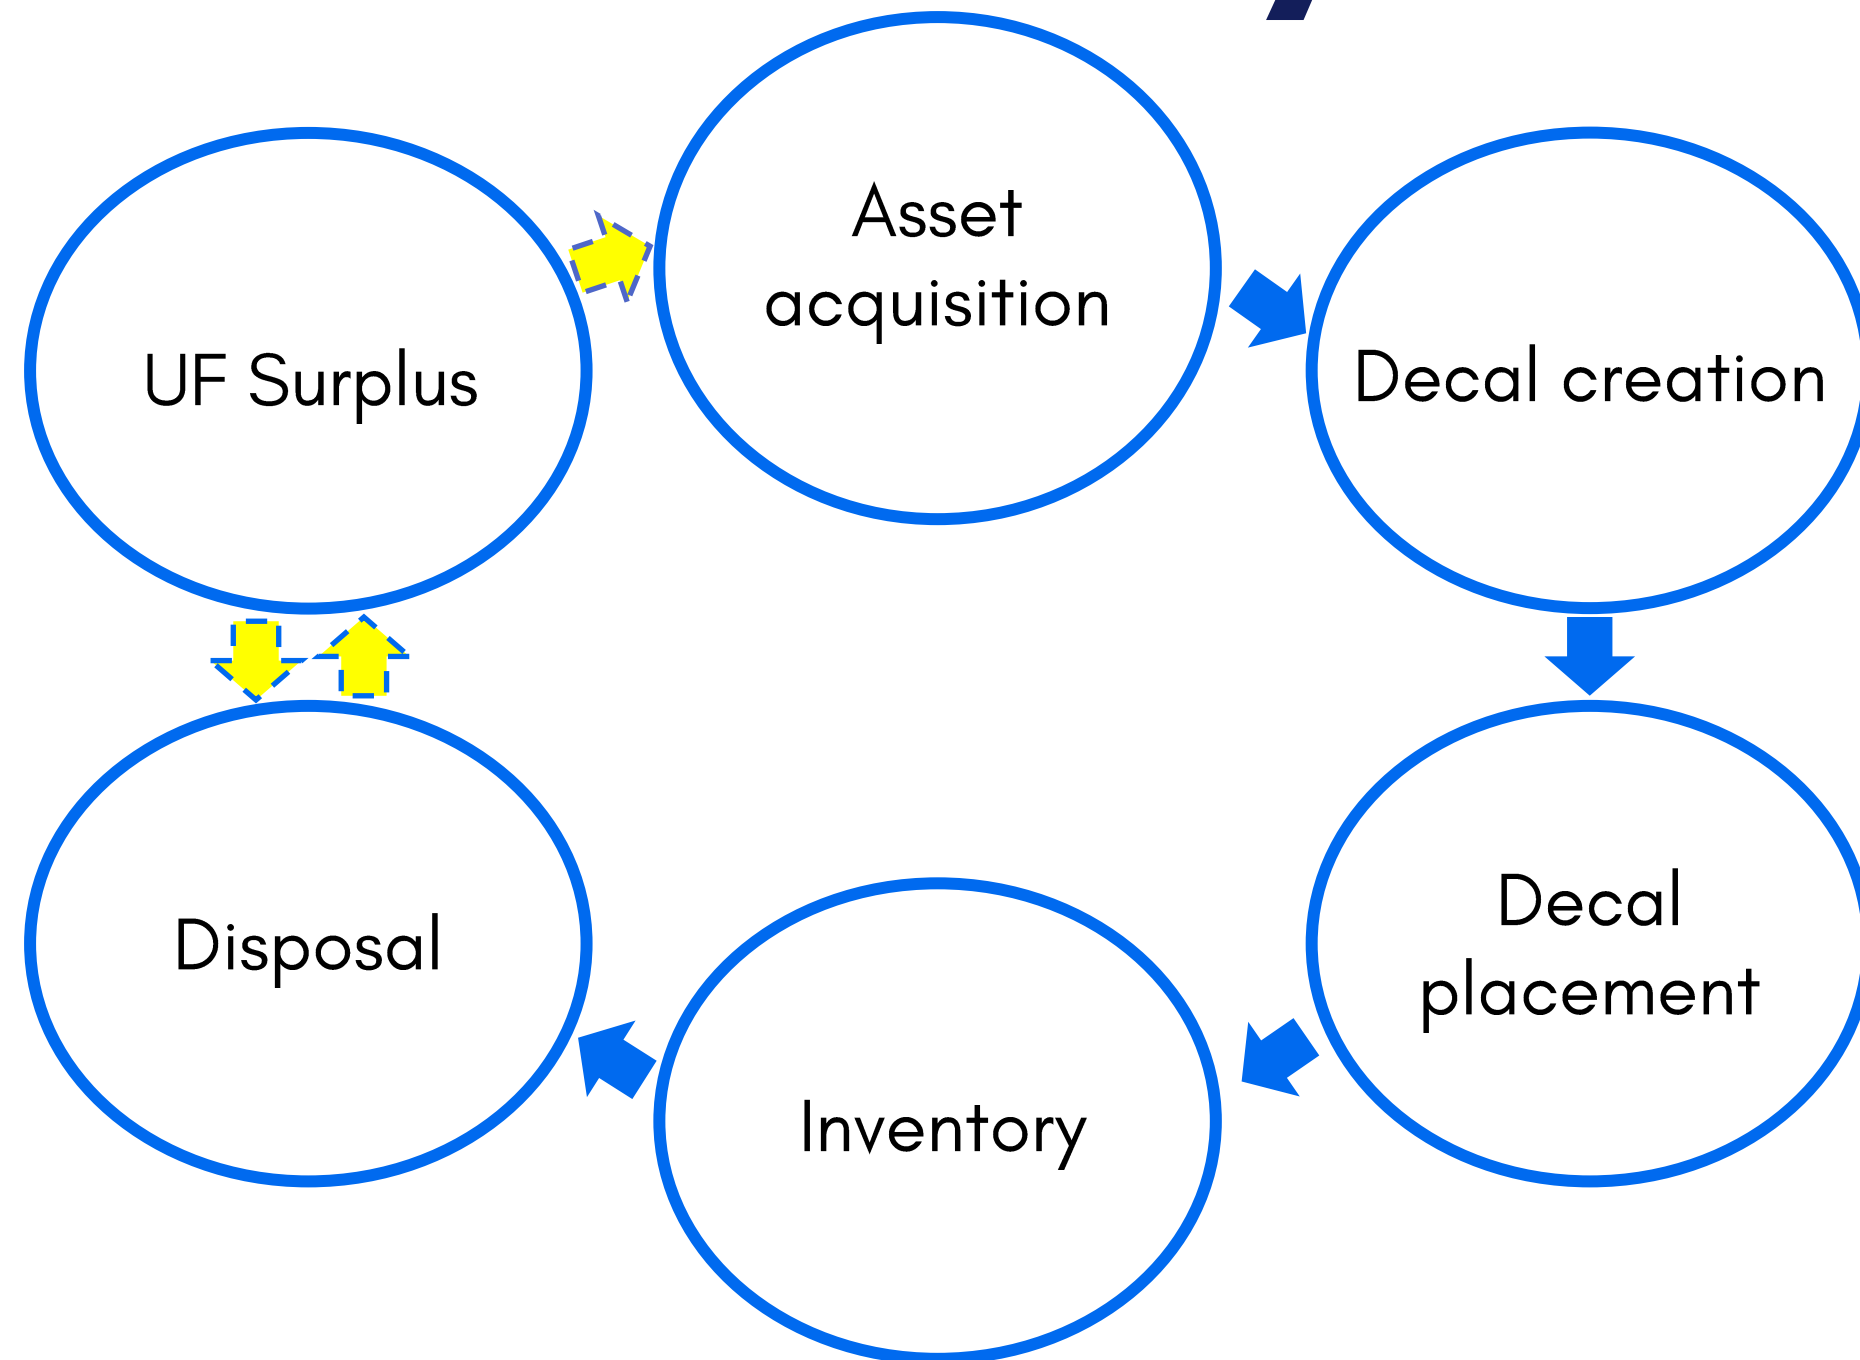 Asset
acquisition
Decal creation
Decal
placement
Inventory
Disposal
UF Surplus